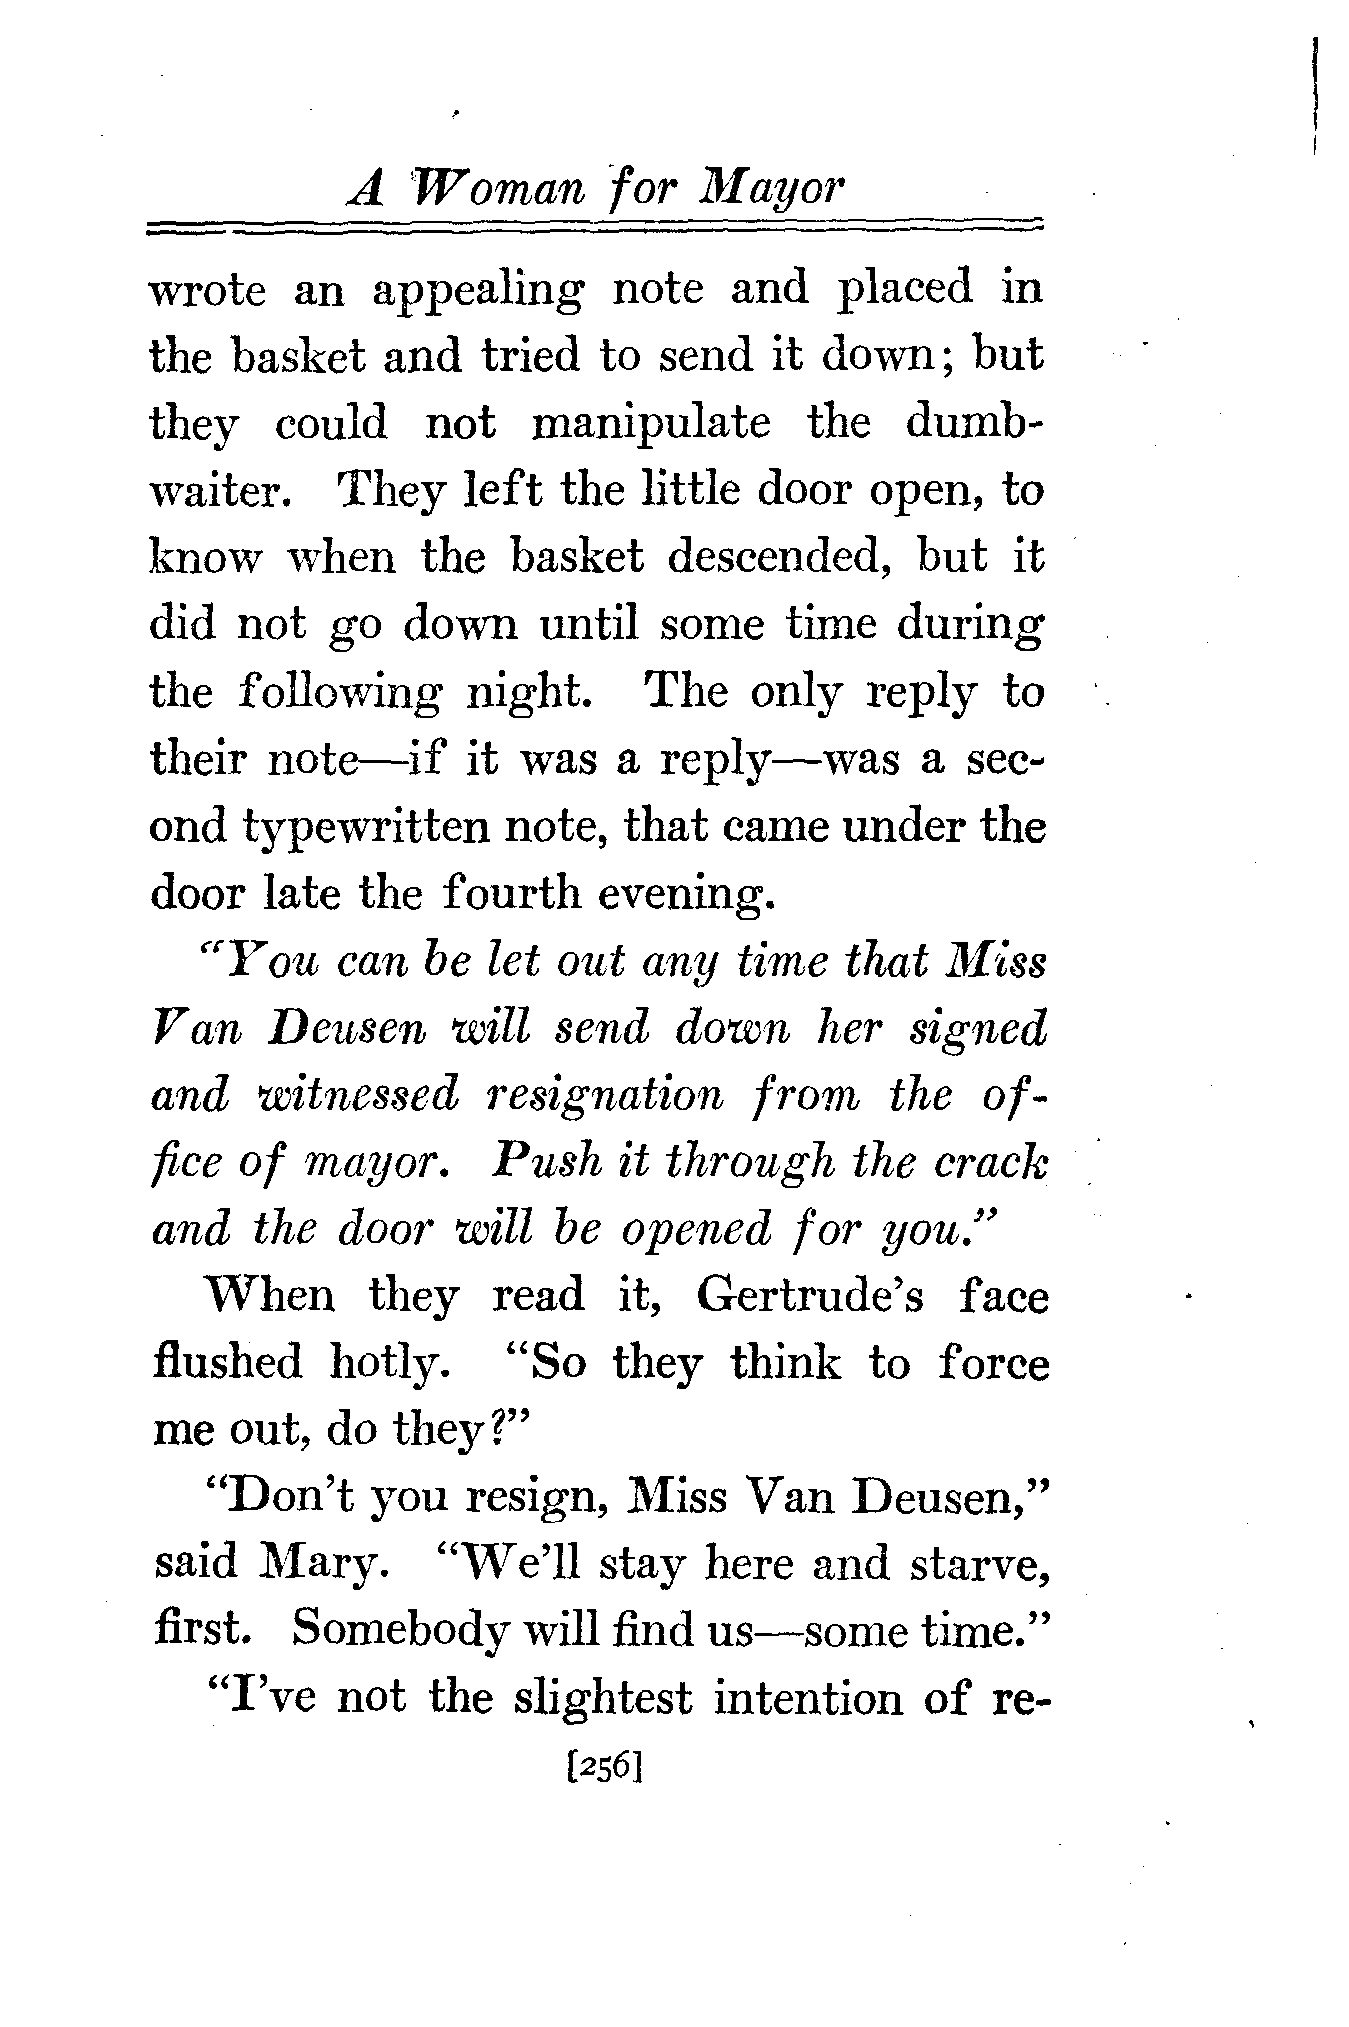 A Woman for Mayor
wrote an appealing note and placed in
the basket and tried to send it down; but
they could not manipulate the dumb-
waiter. They left the little door open, to
know when the basket descended, but it
did not go down until some time during
the following night. The only reply to
their note—if it was a reply—was a sec-
ond typewritten note, that came under the
door late the fourth evening.
"You can be let out any time that Miss
Van Deusen will send down her signed
and witnessed resignation from the of-
fice of mayor. Push it through the crack
and the door will be opened for you."
When they read it, Gertrude's face
flushed hotly. "So they think to force
me out, do they?"
"Don't you resign, Miss Van Deusen,"
said Mary. "We'll stay here and starve,
first. Somebody will find us—some time."
"I've not the slightest intention of re-
[256]